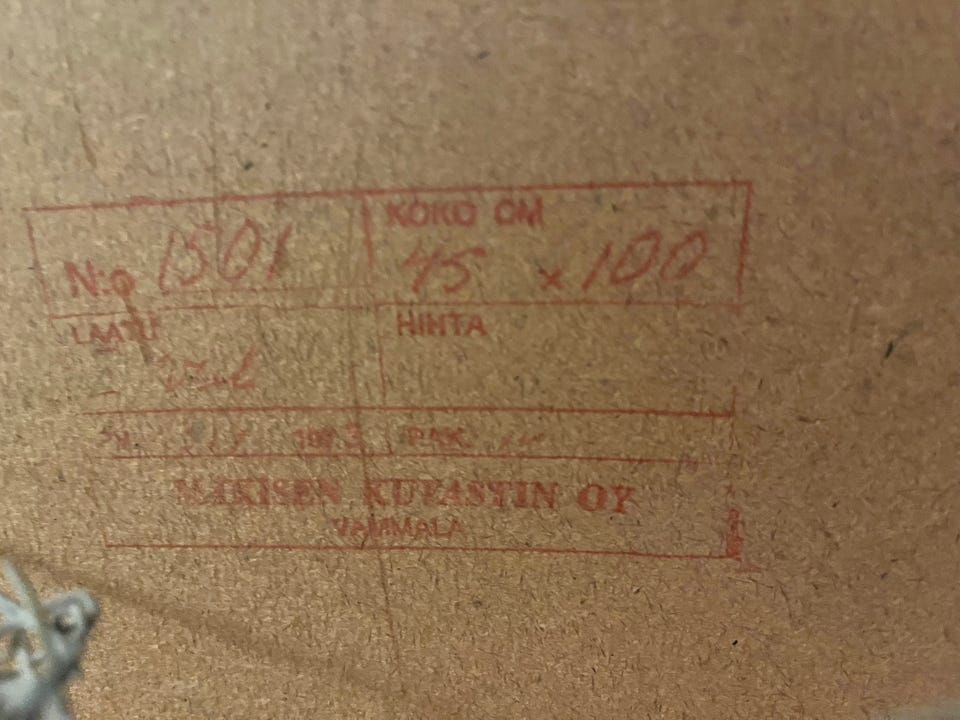 N:o 1501
KOKO CM
45 x 100
LAATU
HINTA
PAK.
MÄKISEN KUVASTIN OY
VAMMALA